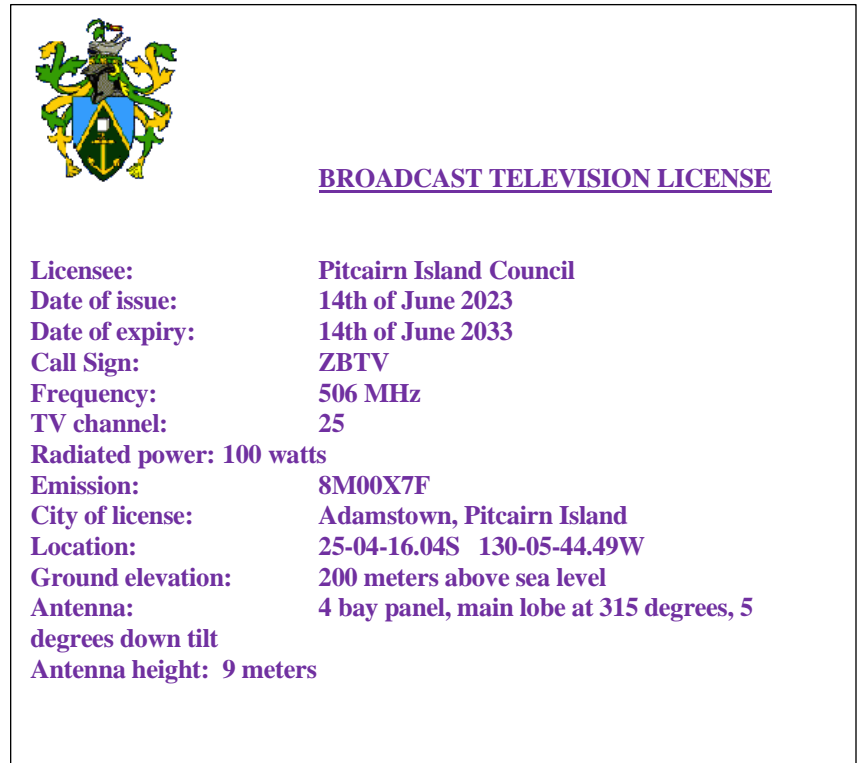 BROADCAST TELEVISION LICENSE
Licensee: Pitcairn Island Council
Date of issue: 14th of June 2023
Date of expiry: 14th of June 2033
Call Sign: ZBTV
Frequency: 506 MHz
TV channel: 25
Radiated power: 100 watts
Emission: 8M00X7F
City of license: Adamstown, Pitcairn Island
Location: 25-04-16.04S 130-05-44.49W
Ground elevation: 200 meters above sea level
Antenna: 4 bay panel, main lobe at 315 degrees, 5
degrees down tilt
Antenna height: 9 meters